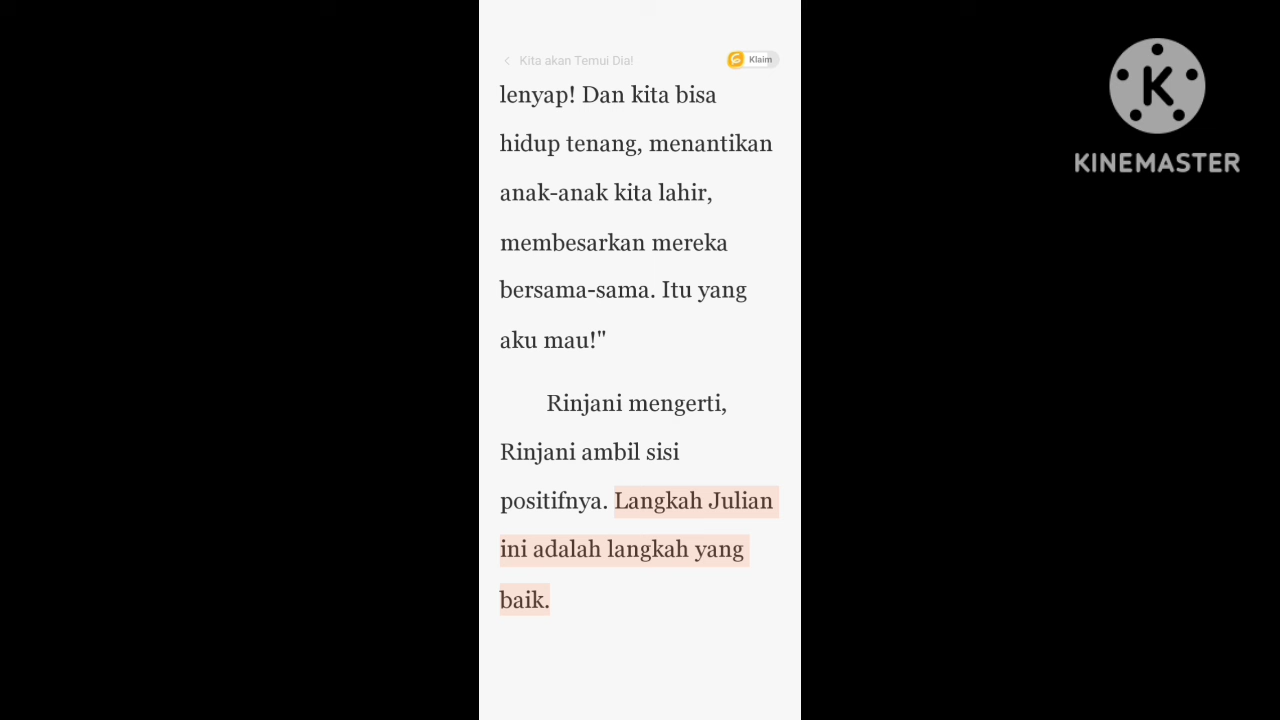 Kita akan Temui Dia!
Klaim
lenyap! Dan kita bisa
hidup tenang, menantikan
anak-anak kita lahir,
membesarkan mereka
bersama-sama. Itu yang
aku mau!"
Rinjani mengerti,
Rinjani ambil sisi
positifnya. Langkah Julian
ini adalah langkah yang
baik.
K
KINEMASTER